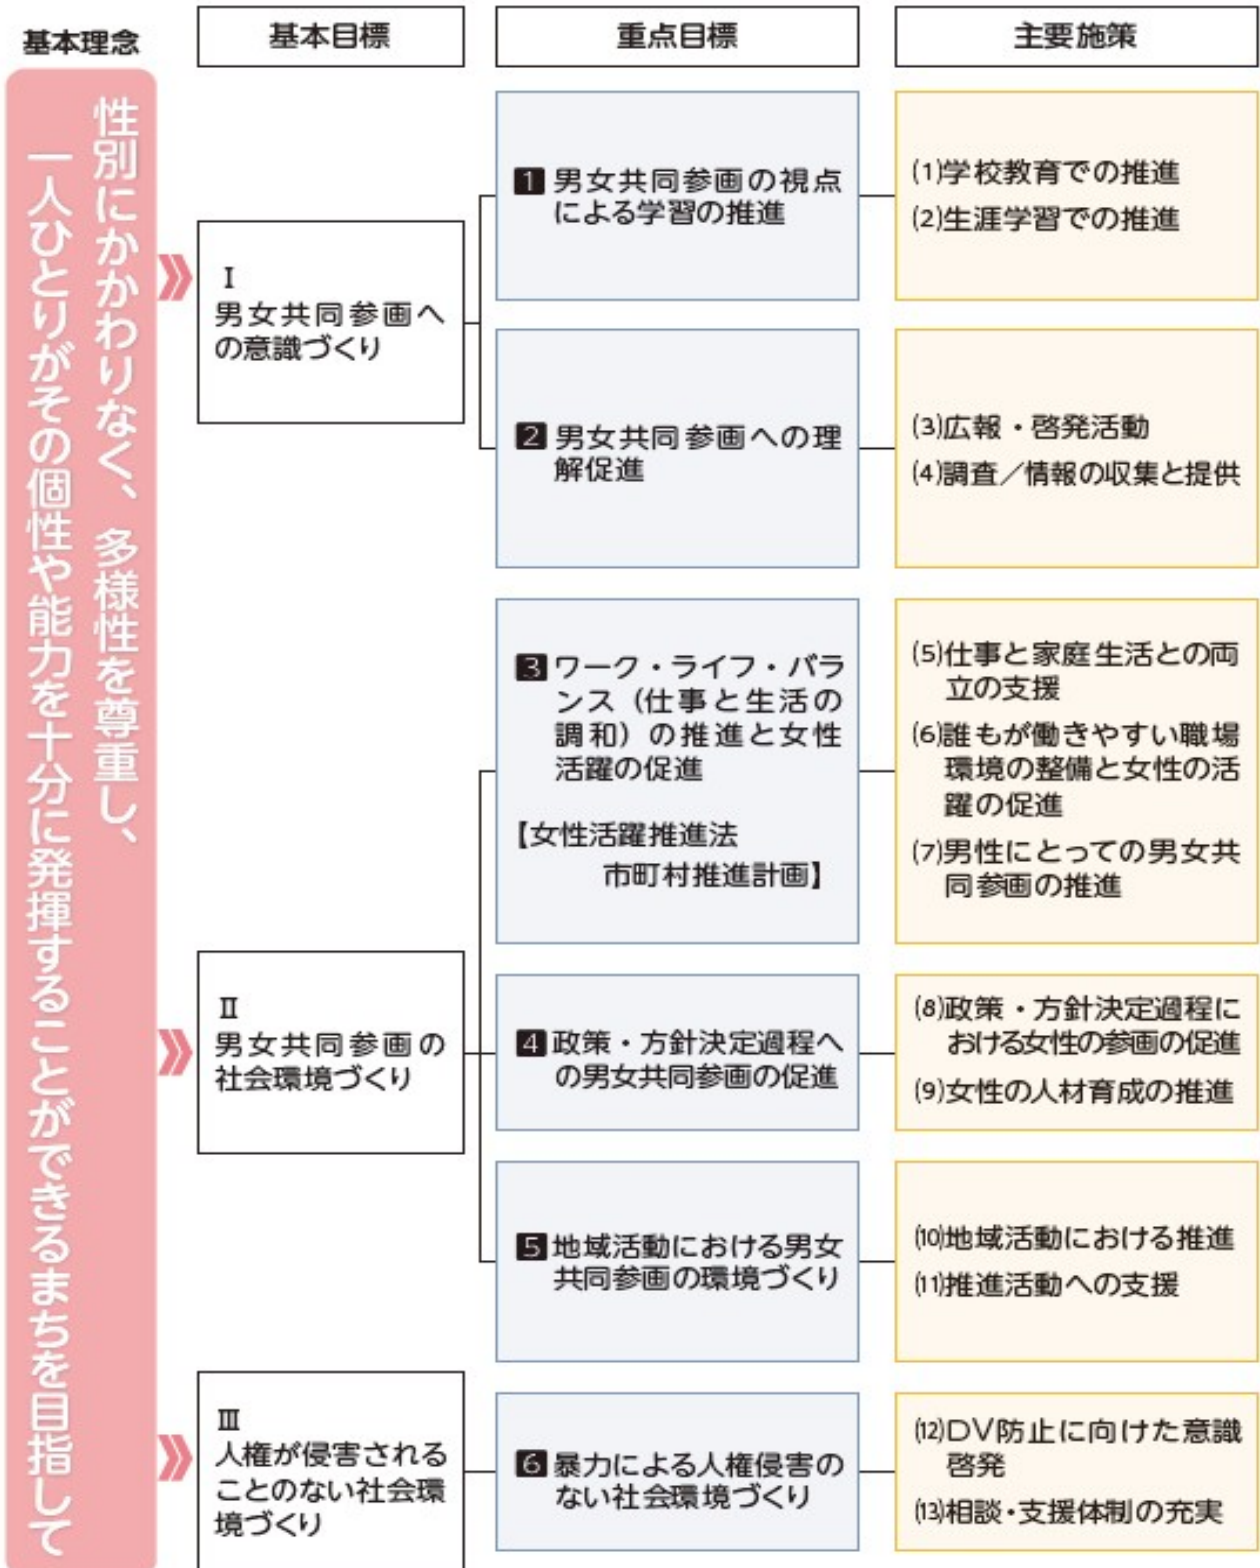 基本理念
基本目標
重点目標
主要施策
性別にかかわりなく、多様性を尊重し、
一人ひとりがその個性や能力を十分に発揮することができるまちを目指して
Ⅰ
男女共同参画へ
の意識づくり
1 男女共同参画の視点
による学習の推進
(1)学校教育での推進
(2)生涯学習での推進
2 男女共同参画への理
解促進
(3)広報・啓発活動
(4)調査／情報の収集と提供
Ⅱ
男女共同参画の
社会環境づくり
3 ワーク・ライフ・バラ
ンス（仕事と生活の
調和）の推進と女性
活躍の促進
【女性活躍推進法
市町村推進計画】
(5)仕事と家庭生活との両
立の支援
(6)誰もが働きやすい職場
環境の整備と女性の活
躍の促進
(7)男性にとっての男女共
同参画の推進
4 政策・方針決定過程へ
の男女共同参画の促進
(8)政策・方針決定過程に
おける女性の参画の促進
(9)女性の人材育成の推進
5 地域活動における男女
共同参画の環境づくり
(10)地域活動における推進
(11)推進活動への支援
Ⅲ
人権が侵害される
ことのない社会環
境づくり
6 暴力による人権侵害の
ない社会環境づくり
(12)DV防止に向けた意識
啓発
(13)相談・支援体制の充実